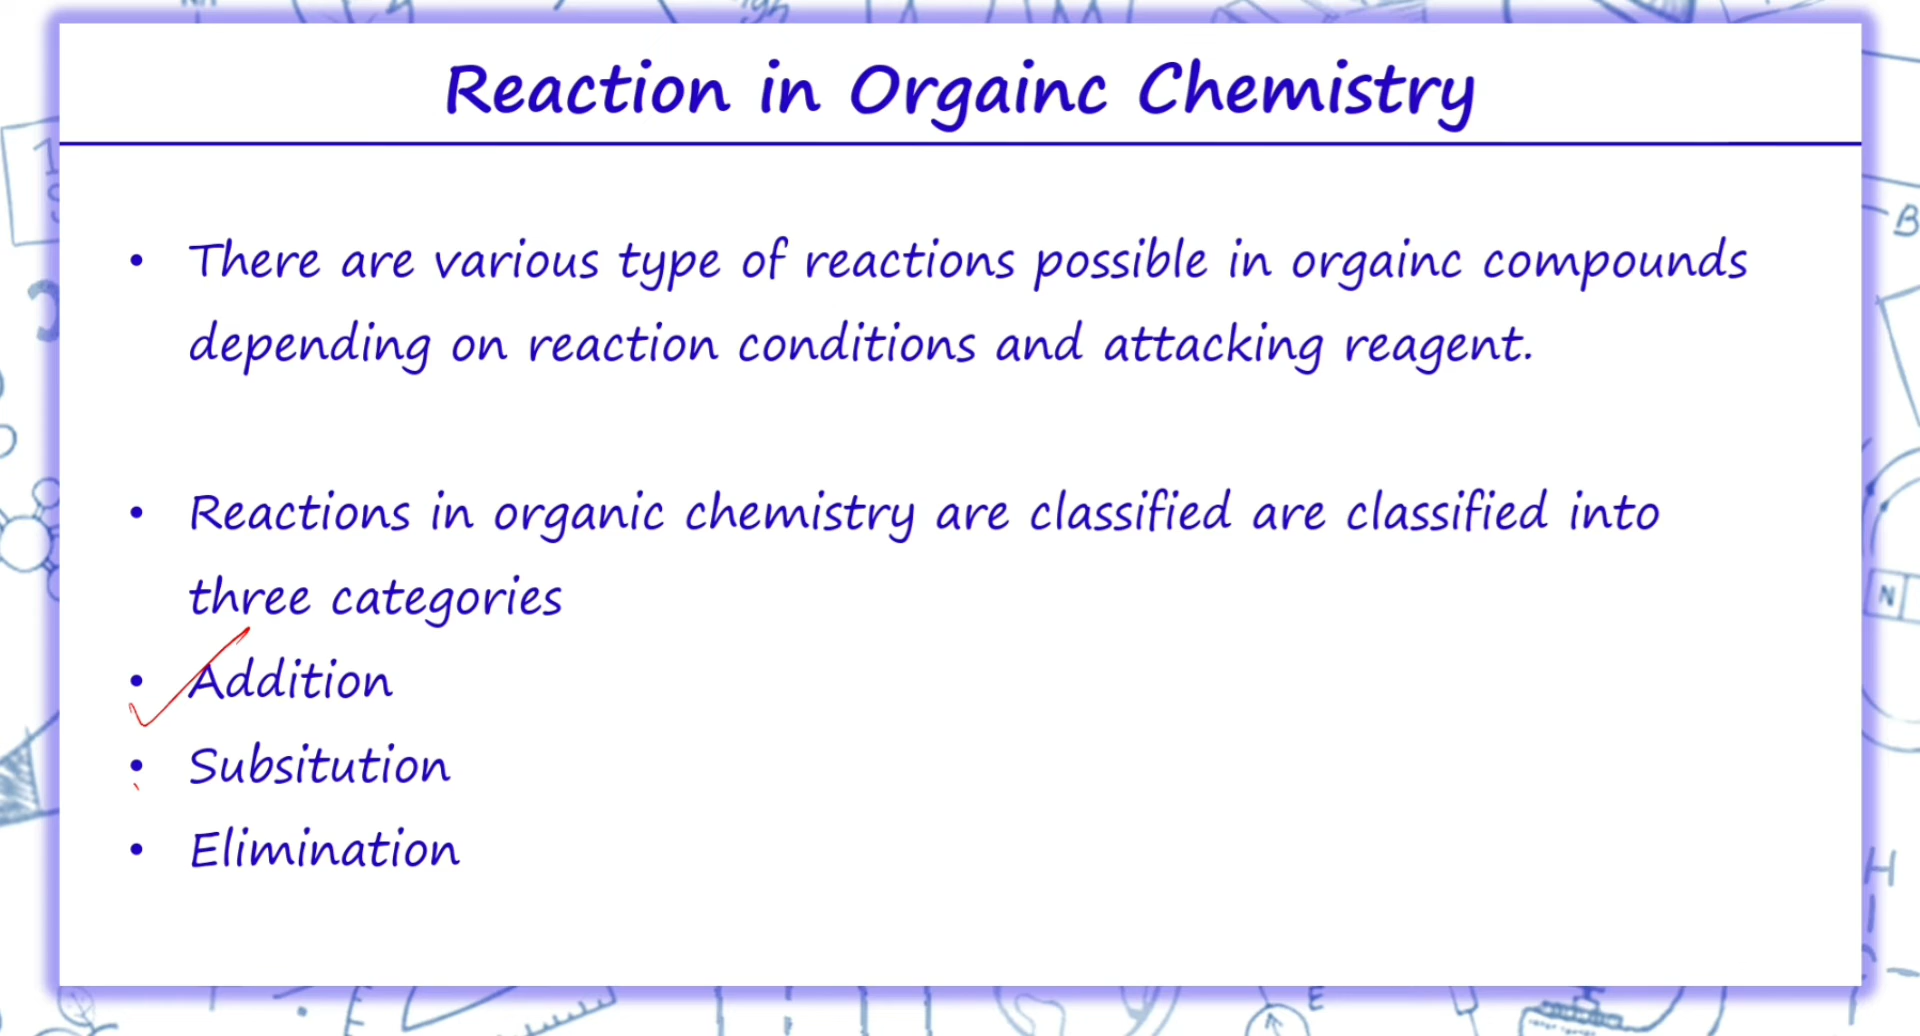 Reaction in Orgainc Chemistry
• There are various type of reactions possible in orgainc compounds
depending on reaction conditions and attacking reagent.
• Reactions in organic chemistry are classified are classified into
three categories
• Addition
• Subsitution
• Elimination
B
N
H
E